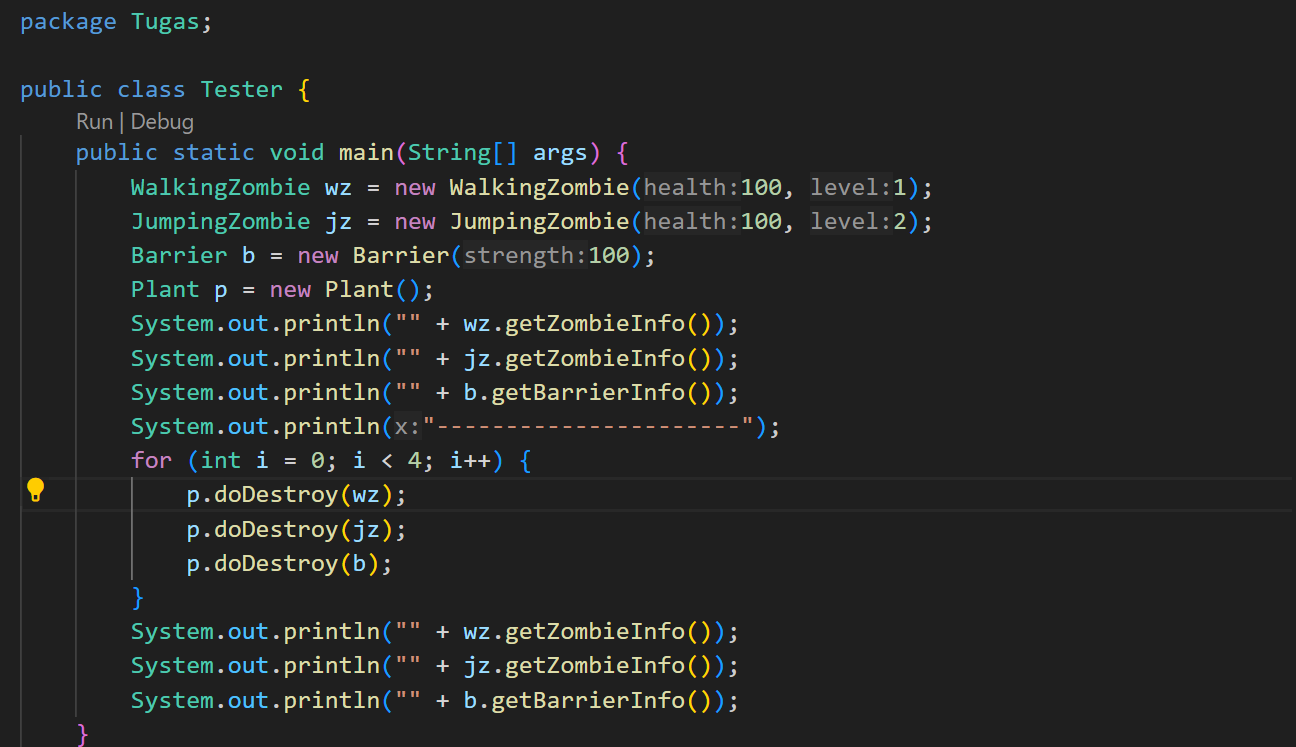 package Tugas;
public class Tester {
Run | Debug
public static void main(String[] args) {
WalkingZombie wz = new WalkingZombie(health:100, level:1);
JumpingZombie jz = new JumpingZombie(health:100, level:2);
Barrier b = new Barrier(strength:100);
Plant p = new Plant();
System.out.println("" + wz.getZombieInfo());
System.out.println("" + jz.getZombieInfo());
System.out.println("" + b.getBarrierInfo());
System.out.println(x:"----------------------");
for (int i = 0; i < 4; i++) {
p.doDestroy(wz);
p.doDestroy(jz);
p.doDestroy(b);
}
System.out.println("" + wz.getZombieInfo());
System.out.println("" + jz.getZombieInfo());
System.out.println("" + b.getBarrierInfo());
}